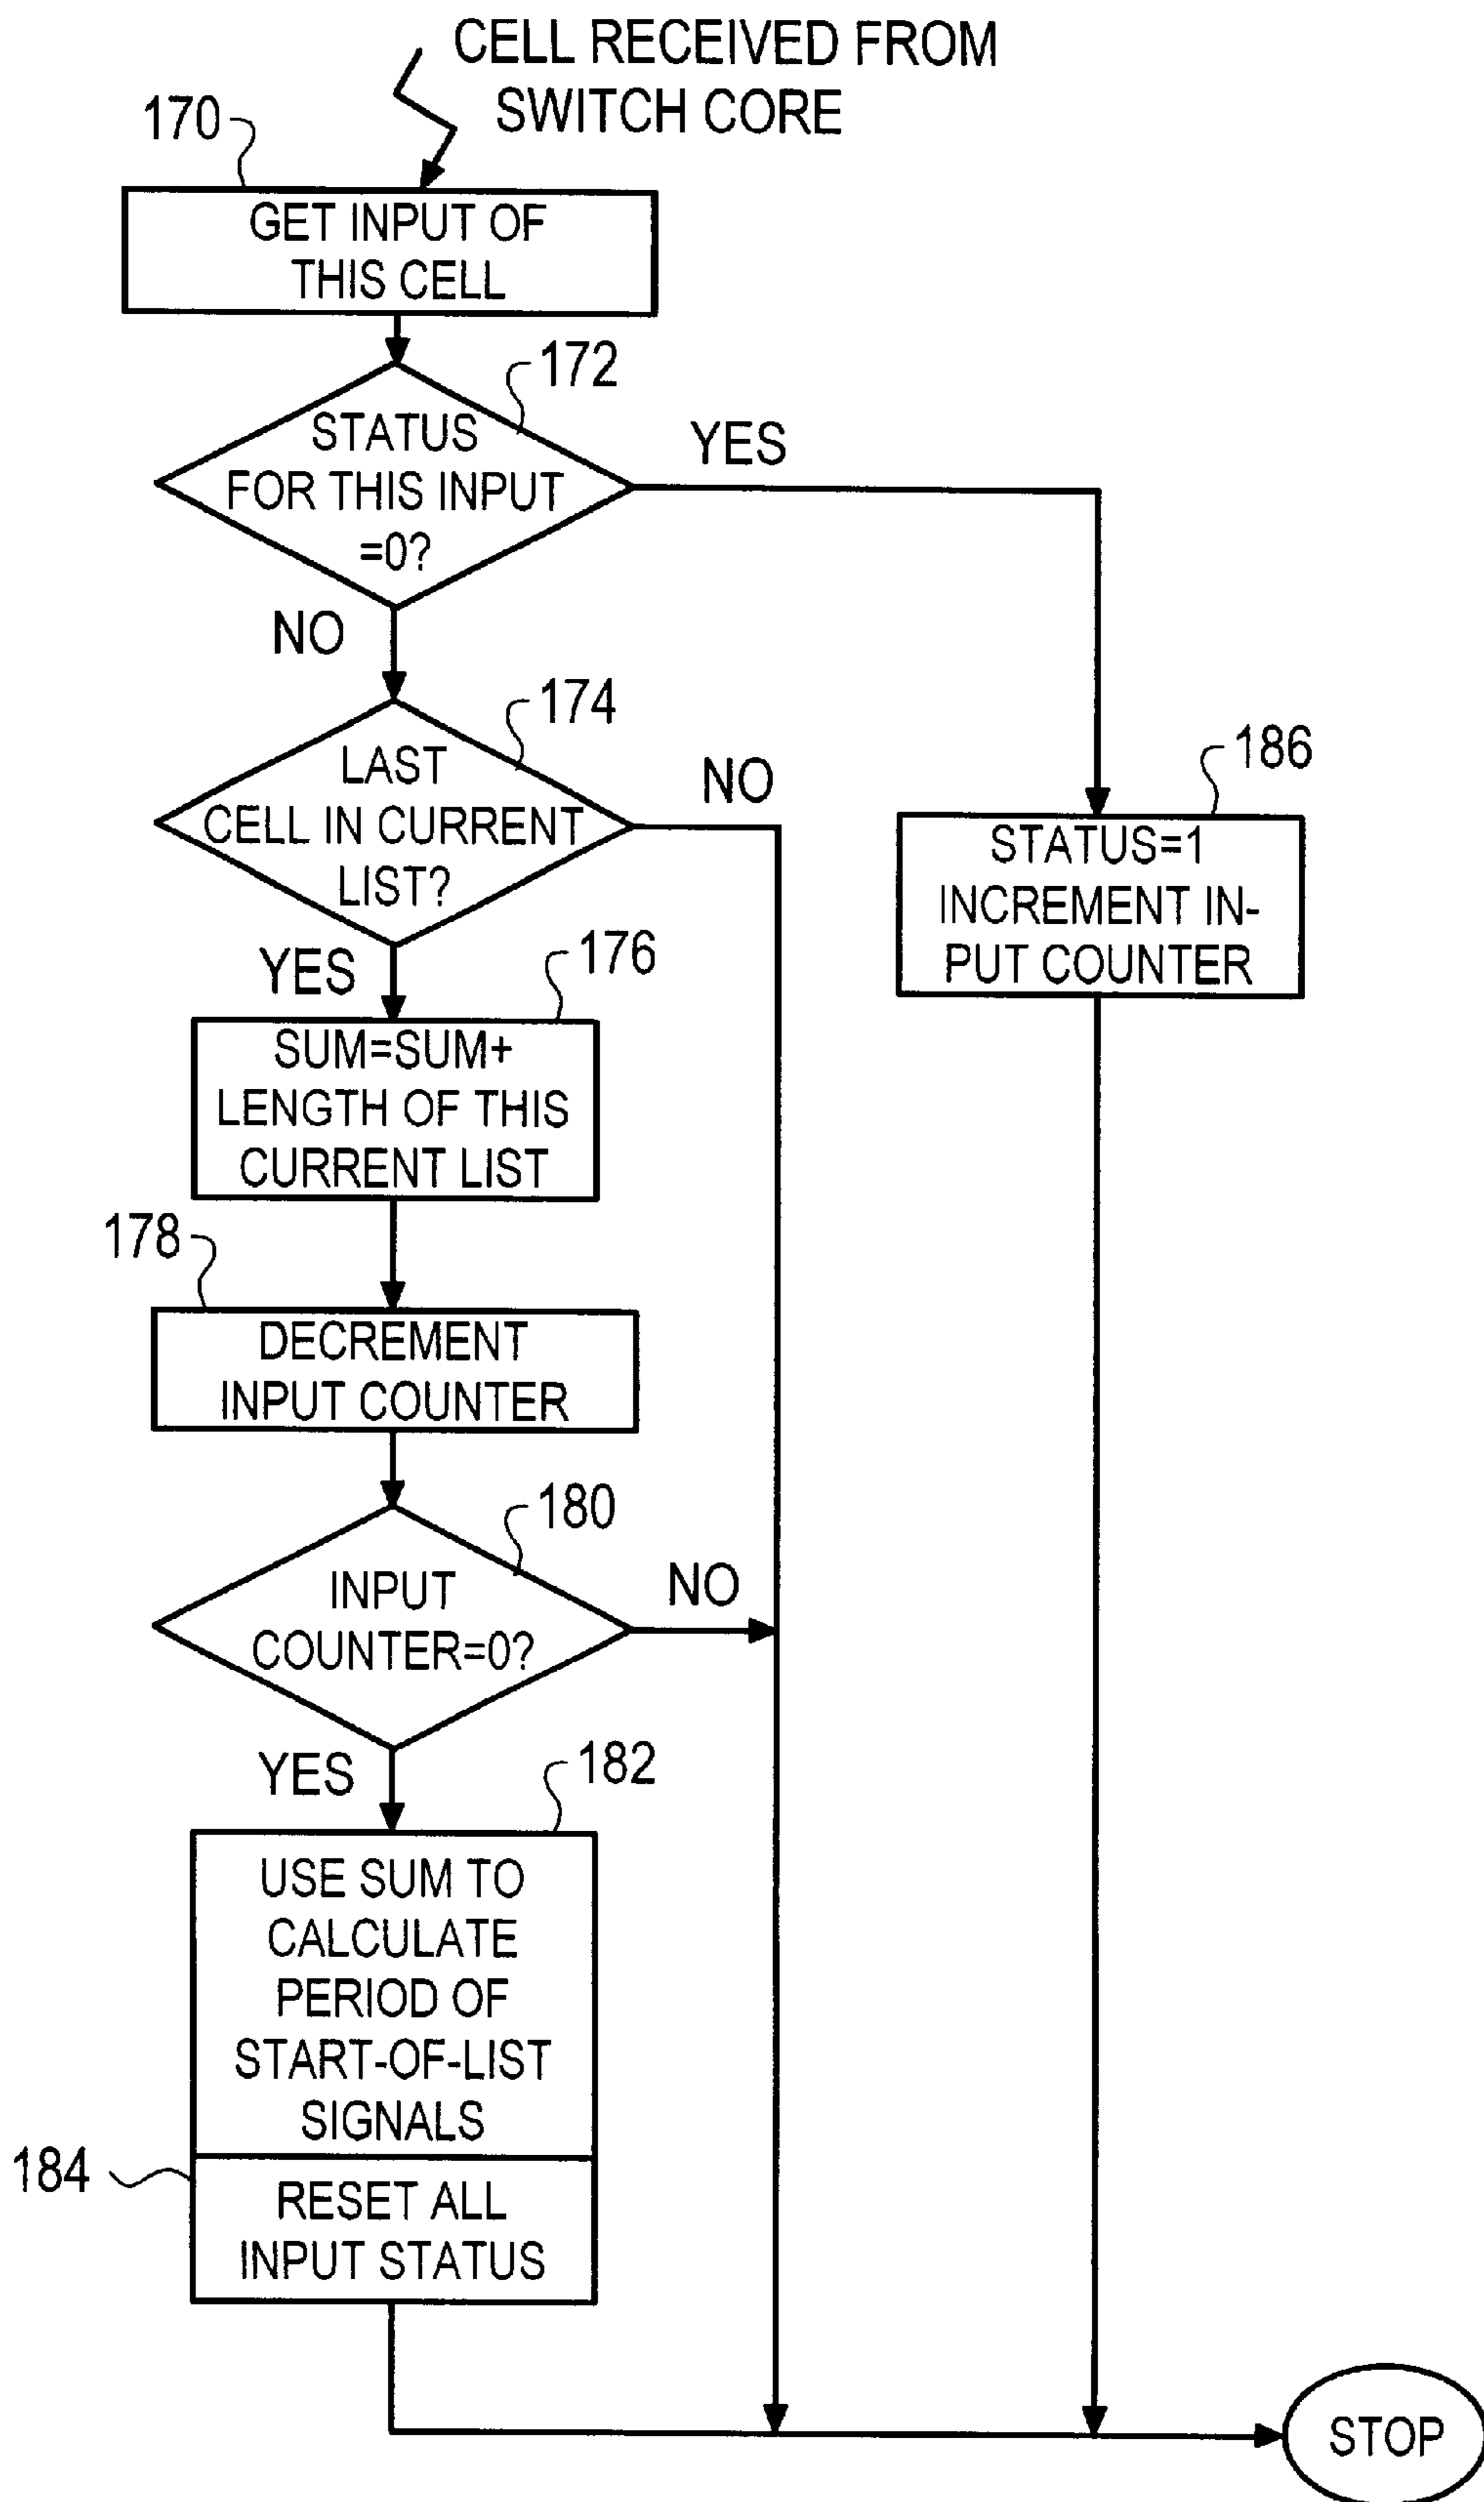 CELL RECEIVED FROM
SWITCH CORE
170
GET INPUT OF
THIS CELL
172
STATUS
FOR THIS INPUT
=0?
YES
NO
174
LAST
CELL IN CURRENT
LIST?
NO
YES
186
STATUS=1
INCREMENT IN-
PUT COUNTER
176
SUM=SUM+
LENGTH OF THIS
CURRENT LIST
178
DECREMENT
INPUT COUNTER
180
INPUT
COUNTER=0?
NO
YES
182
USE SUM TO
CALCULATE
PERIOD OF
START-OF-LIST
SIGNALS
184
RESET ALL
INPUT STATUS
STOP